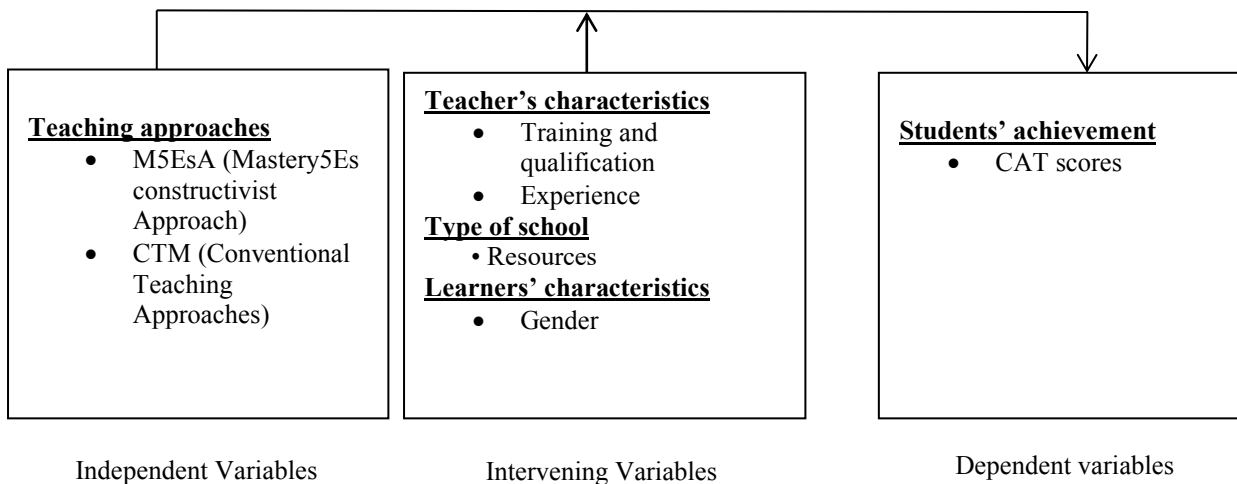 Teaching approaches
• M5EsA (Mastery5Es
constructivist
Approach)
• CTM (Conventional
Teaching
Approaches)
Teacher’s characteristics
• Training and
qualification
• Experience
Type of school
• Resources
Learners’ characteristics
• Gender
Students’ achievement
• CAT scores
Independent Variables
Intervening Variables
Dependent variables